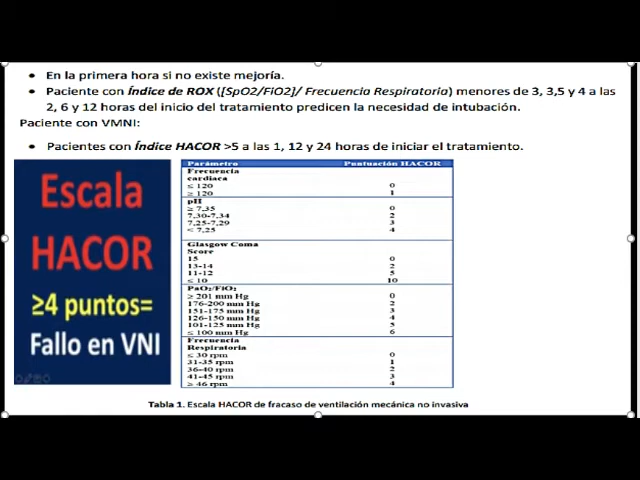 • En la primera hora si no existe mejoría.
• Paciente con Índice de ROX ([SpO2/FiO2]/ Frecuencia Respiratoria) menores de 3, 3,5 y 4 a las
2, 6 y 12 horas del inicio del tratamiento predicen la necesidad de intubación.
Paciente con VMNI:
• Pacientes con Índice HACOR >5 a las 1, 12 y 24 horas de iniciar el tratamiento.
Escala
HACOR
≥4 puntos=
Fallo en VNI
Parámetro Puntuación HACOR
Frecuencia
cardiaca
≤ 120 0
≥ 120 1
pH
≥ 7,35 0
7,30-7,34 2
7,25-7,29 3
< 7,25 4
Glasgow Coma
Score
15 0
13-14 2
11-12 5
≤ 10 10
PaO₂/FiO₂
≥ 201 mm Hg 0
176-200 mm Hg 2
151-175 mm Hg 3
126-150 mm Hg 4
101-125 mm Hg 5
≤ 100 mm Hg 6
Frecuencia
Respiratoria
≤ 30 rpm 0
31-35 rpm 1
36-40 rpm 2
41-45 rpm 3
≥ 46 rpm 4
Tabla 1. Escala HACOR de fracaso de ventilación mecánica no invasiva